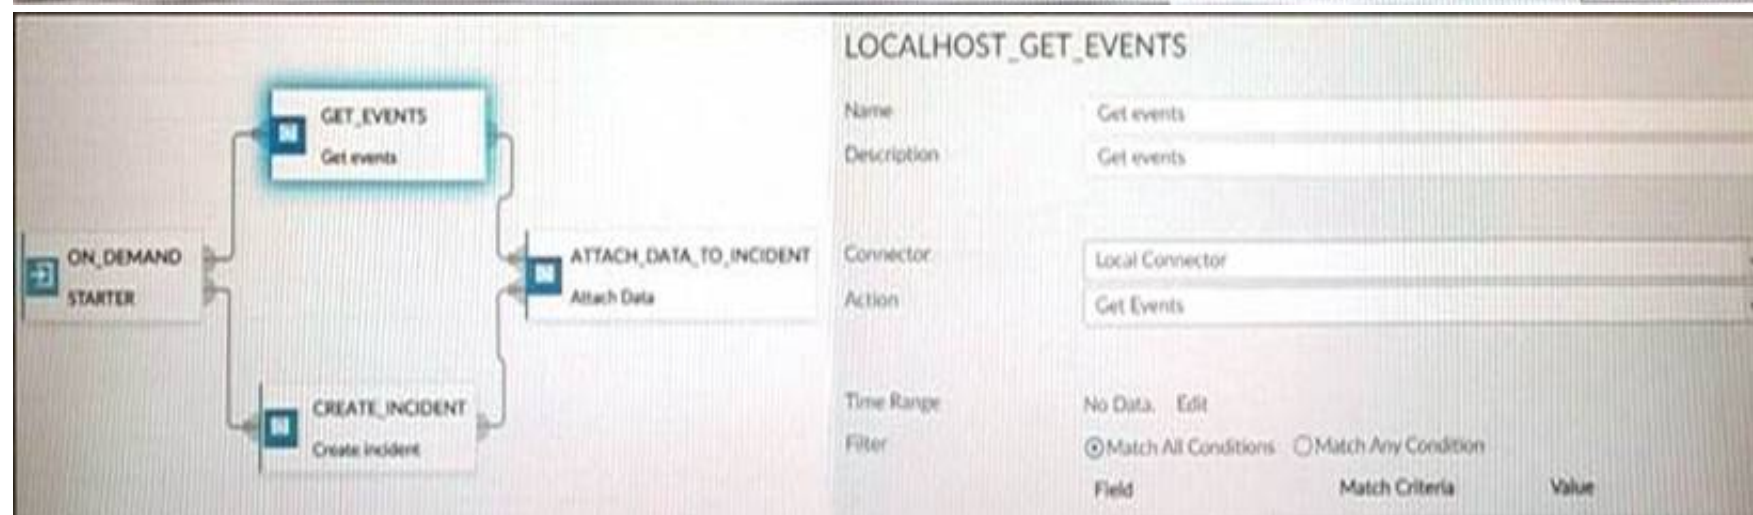 GET_EVENTS
Get events
ON_DEMAND
STARTER
ATTACH_DATA_TO_INCIDENT
Attach Data
CREATE_INCIDENT
Create incident
LOCALHOST_GET_EVENTS
Name Get events
Description Get events
Connector Local Connector
Action Get Events
Time Range No Data. Edit
Filter Match All Conditions Match Any Condition
Field Match Criteria Value